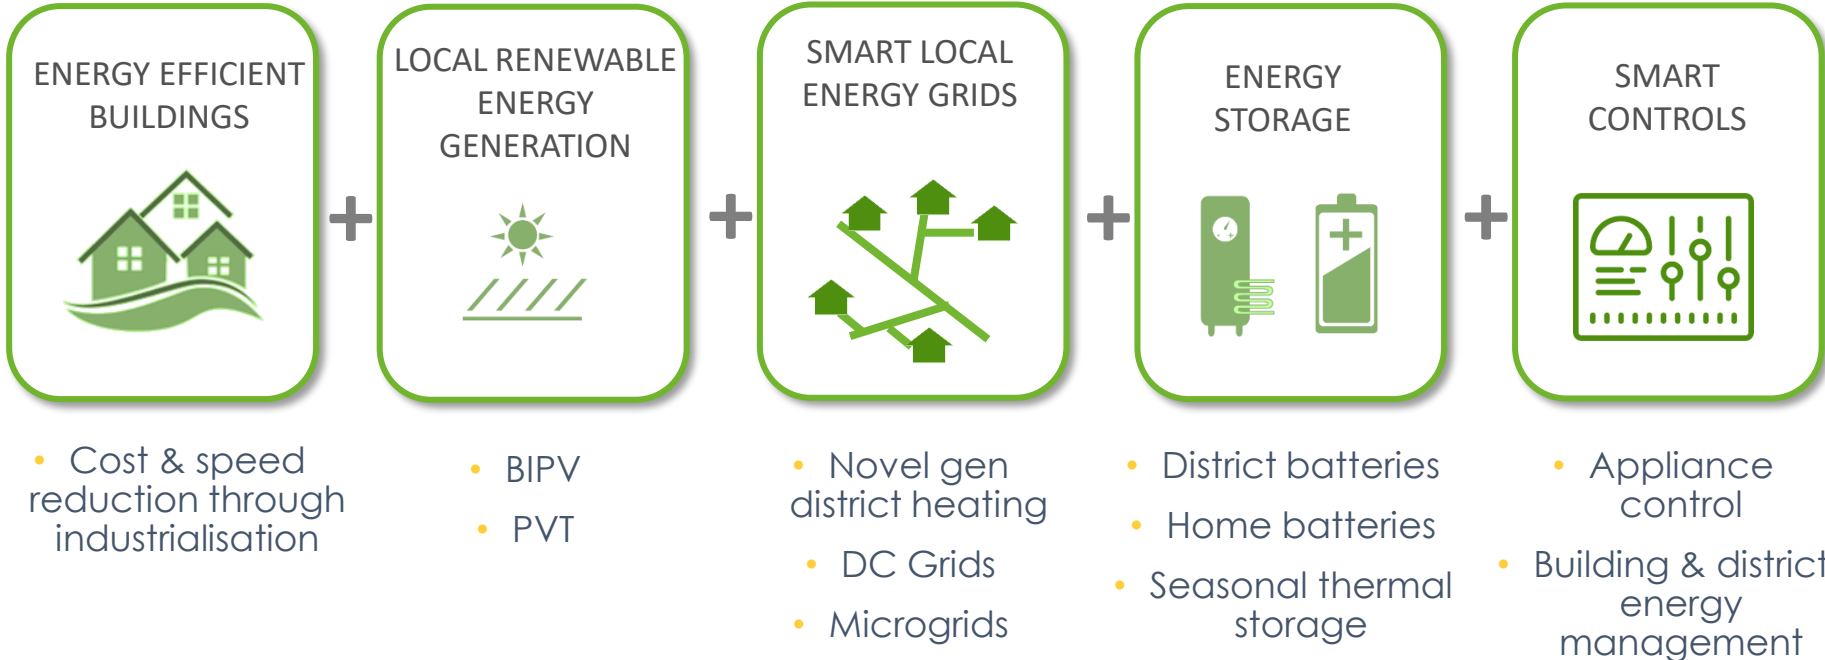 ENERGY EFFICIENT
BUILDINGS
LOCAL RENEWABLE
ENERGY
GENERATION
SMART LOCAL
ENERGY GRIDS
ENERGY
STORAGE
SMART
CONTROLS
• Cost & speed
reduction through
industrialisation
• BIPV
• PVT
• Novel gen
district heating
• DC Grids
• Microgrids
• District batteries
• Home batteries
• Seasonal thermal
storage
• Appliance
control
• Building & district
energy
management